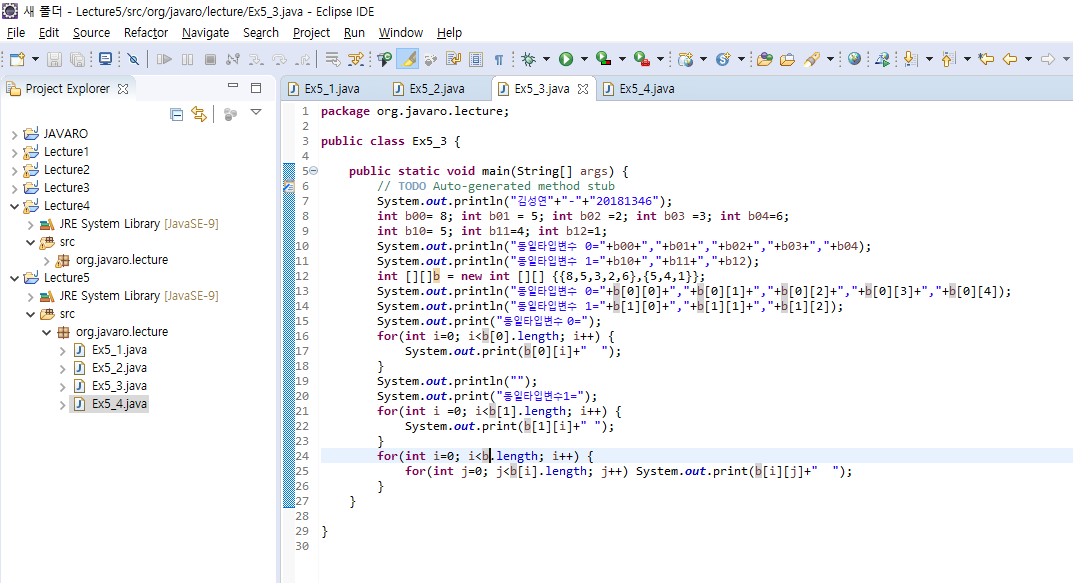 새 폴더 - Lecture5/src/org/javaro/lecture/Ex5_3.java - Eclipse IDE
File Edit Source Refactor Navigate Search Project Run Window Help
Project Explorer
Ex5_1.java Ex5_2.java Ex5_3.java Ex5_4.java
JAVARO
Lecture1
Lecture2
Lecture3
Lecture4
JRE System Library [JavaSE-9]
src
org.javaro.lecture
Lecture5
JRE System Library [JavaSE-9]
src
org.javaro.lecture
Ex5_1.java
Ex5_2.java
Ex5_3.java
Ex5_4.java
1 package org.javaro.lecture;
2
3 public class Ex5_3 {
4
5 public static void main(String[] args) {
6 // TODO Auto-generated method stub
7 System.out.println("김성연"+"-"+"20181346");
8 int b00= 8; int b01 = 5; int b02 =2; int b03 =3; int b04=6;
9 int b10= 5; int b11=4; int b12=1;
10 System.out.println("동일타입변수 0="+b00+","+b01+","+b02+","+b03+","+b04);
11 System.out.println("동일타입변수 1="+b10+","+b11+","+b12);
12 int [][]b = new int [][] {{8,5,3,2,6},{5,4,1}};
13 System.out.println("동일타입변수 0="+b[0][0]+","+b[0][1]+","+b[0][2]+","+b[0][3]+","+b[0][4]);
14 System.out.println("동일타입변수 1="+b[1][0]+","+b[1][1]+","+b[1][2]);
15 System.out.print("동일타입변수0=");
16 for(int i=0; i<b[0].length; i++) {
17 System.out.print(b[0][i]+"  ");
18 }
19 System.out.println("");
20 System.out.print("동일타입변수1=");
21 for(int i =0; i<b[1].length; i++) {
22 System.out.print(b[1][i]+" ");
23 }
24 for(int i=0; i<b.length; i++) {
25 for(int j=0; j<b[i].length; j++) System.out.print(b[i][j]+"  ");
26 }
27 }
28
29 }
30